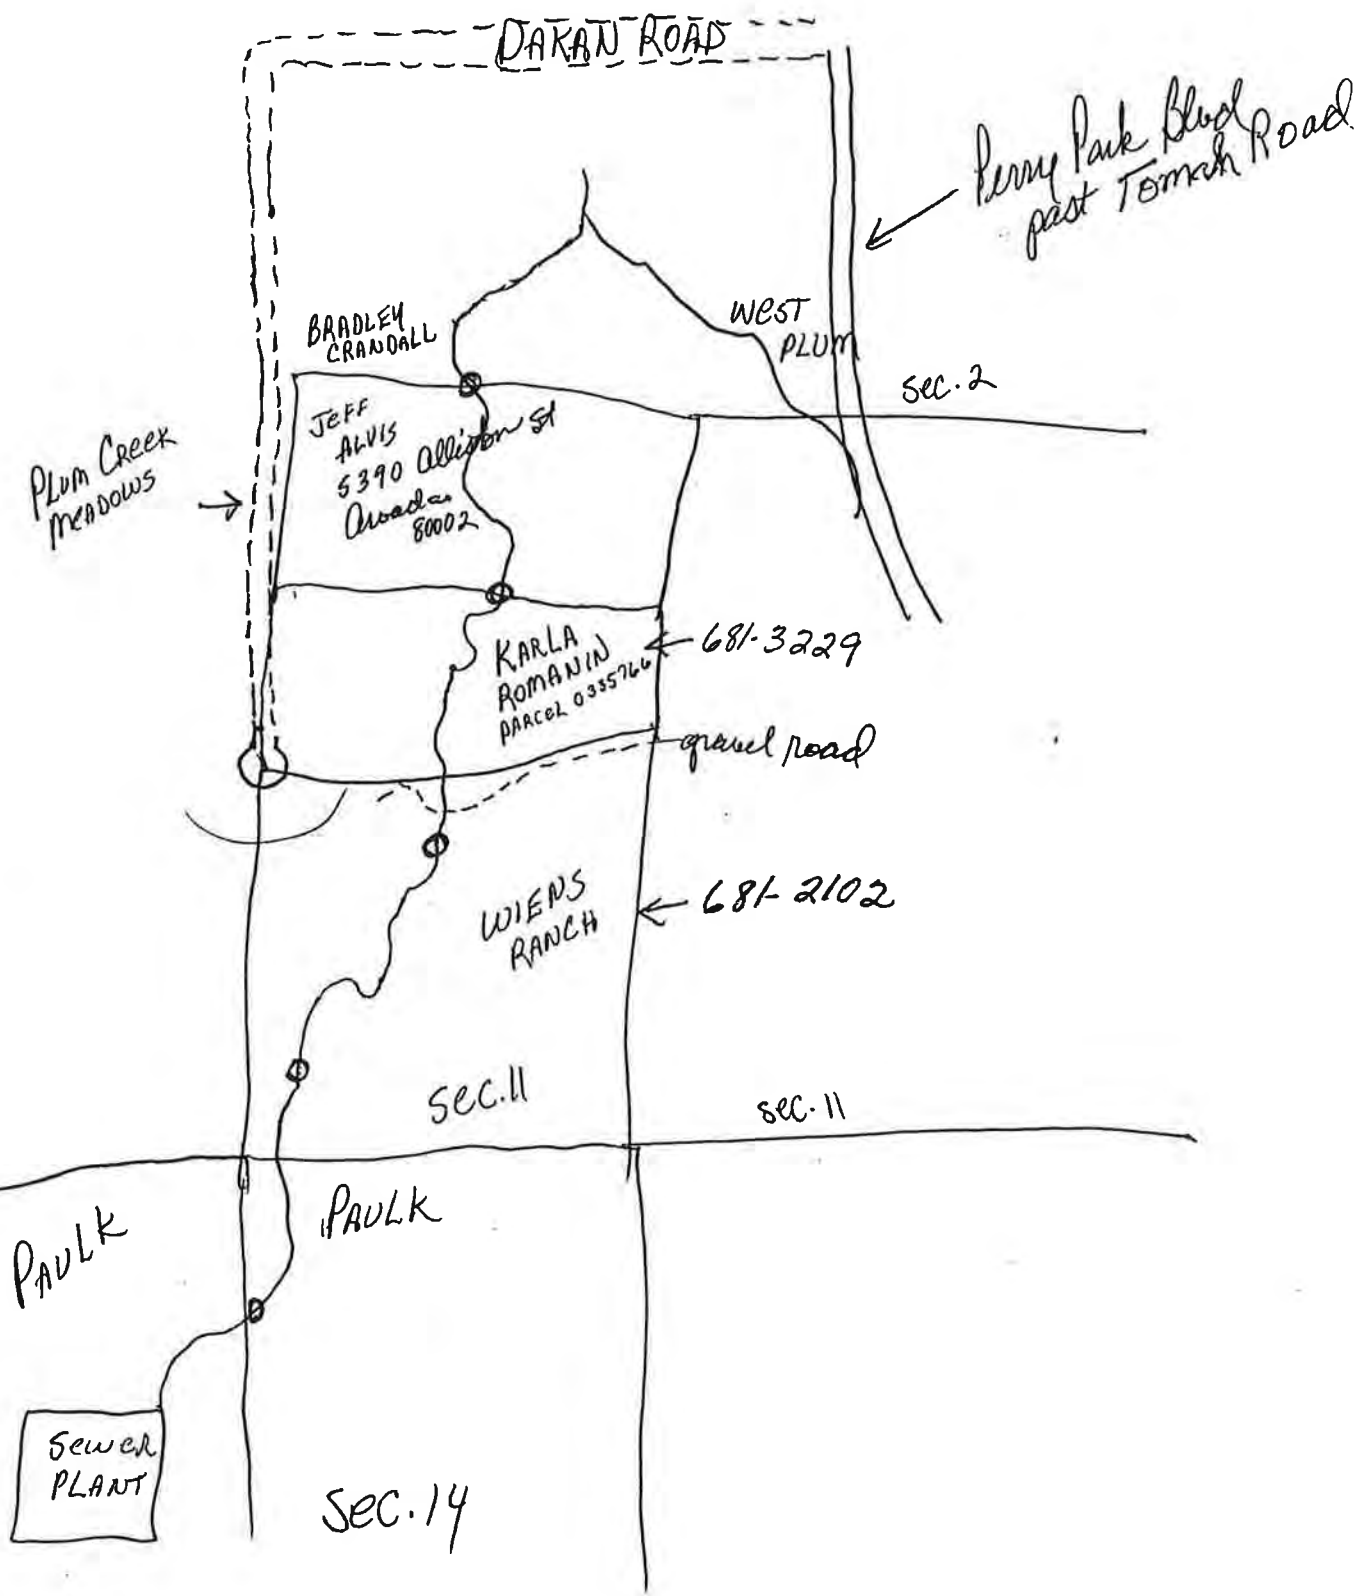 DAKAN ROAD
Perry Park Blvd
past Tomah Road
WEST
PLUM
BRADLEY
CRANDALL
Sec. 2
JEFF
ALVIS
5390 Allison St
Arvada
80002
PLUM CREEK
MEADOWS
KARLA
ROMANIN
PARCEL 0335766
681-3229
gravel road
WIENS
RANCH
681-2102
SEC. 11
SEC. 11
PAULK
PAULK
SEWER
PLANT
SEC. 14